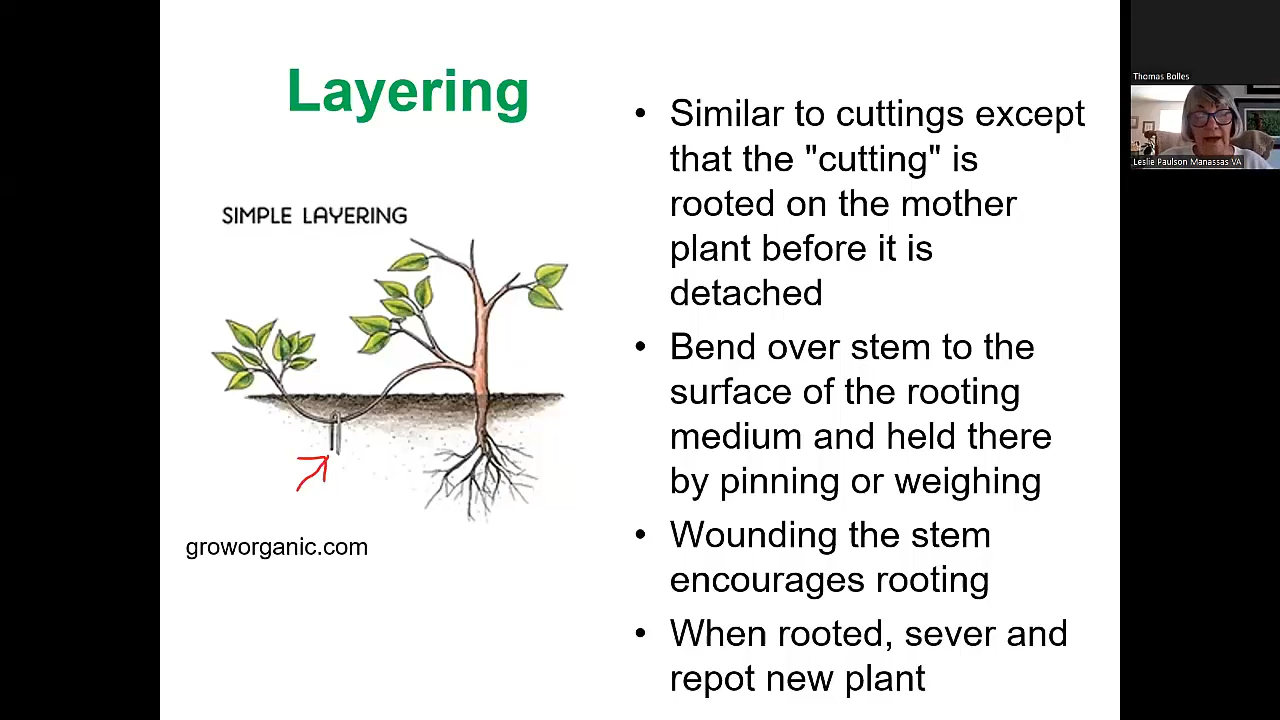 Layering
SIMPLE LAYERING
groworganic.com
• Similar to cuttings except
that the "cutting" is
rooted on the mother
plant before it is
detached
• Bend over stem to the
surface of the rooting
medium and held there
by pinning or weighing
• Wounding the stem
encourages rooting
• When rooted, sever and
repot new plant
Thomas Bolles
Leslie Paulson Manassas VA